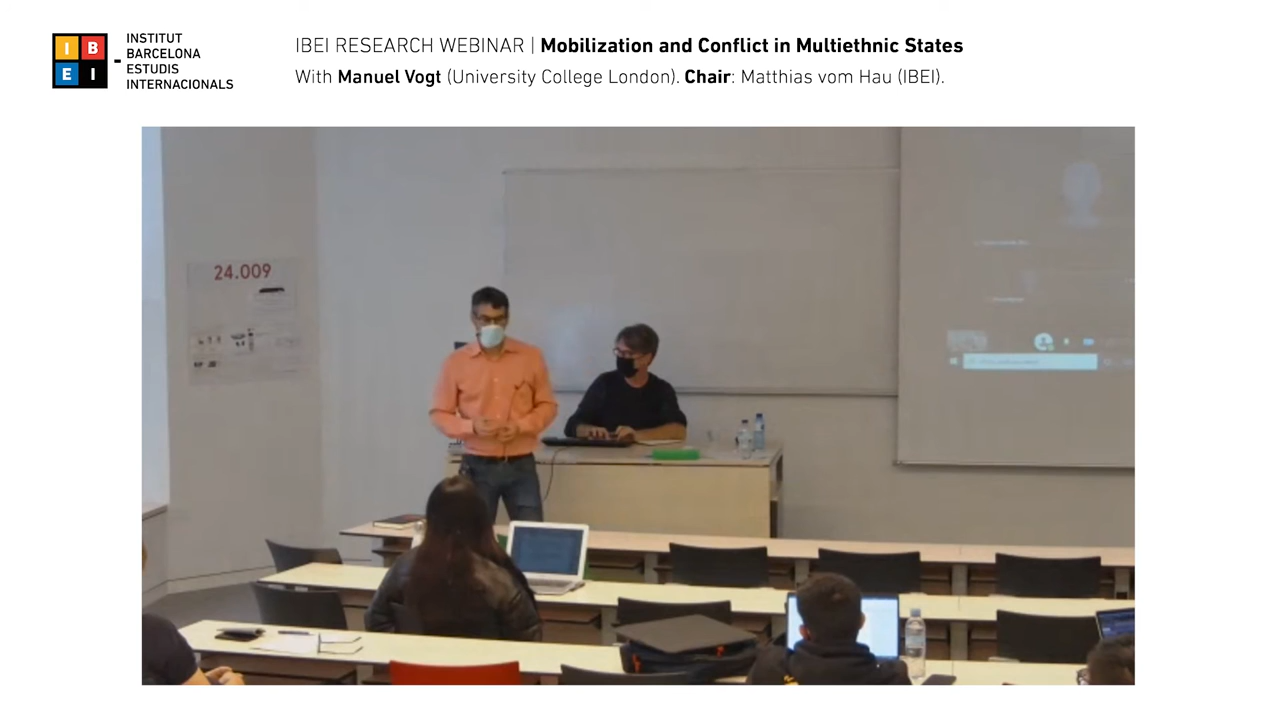 I B
E I
INSTITUT
BARCELONA
ESTUDIS
INTERNACIONALS
IBEI RESEARCH WEBINAR | Mobilization and Conflict in Multiethnic States
With Manuel Vogt (University College London). Chair: Matthias vom Hau (IBEI).
24.009